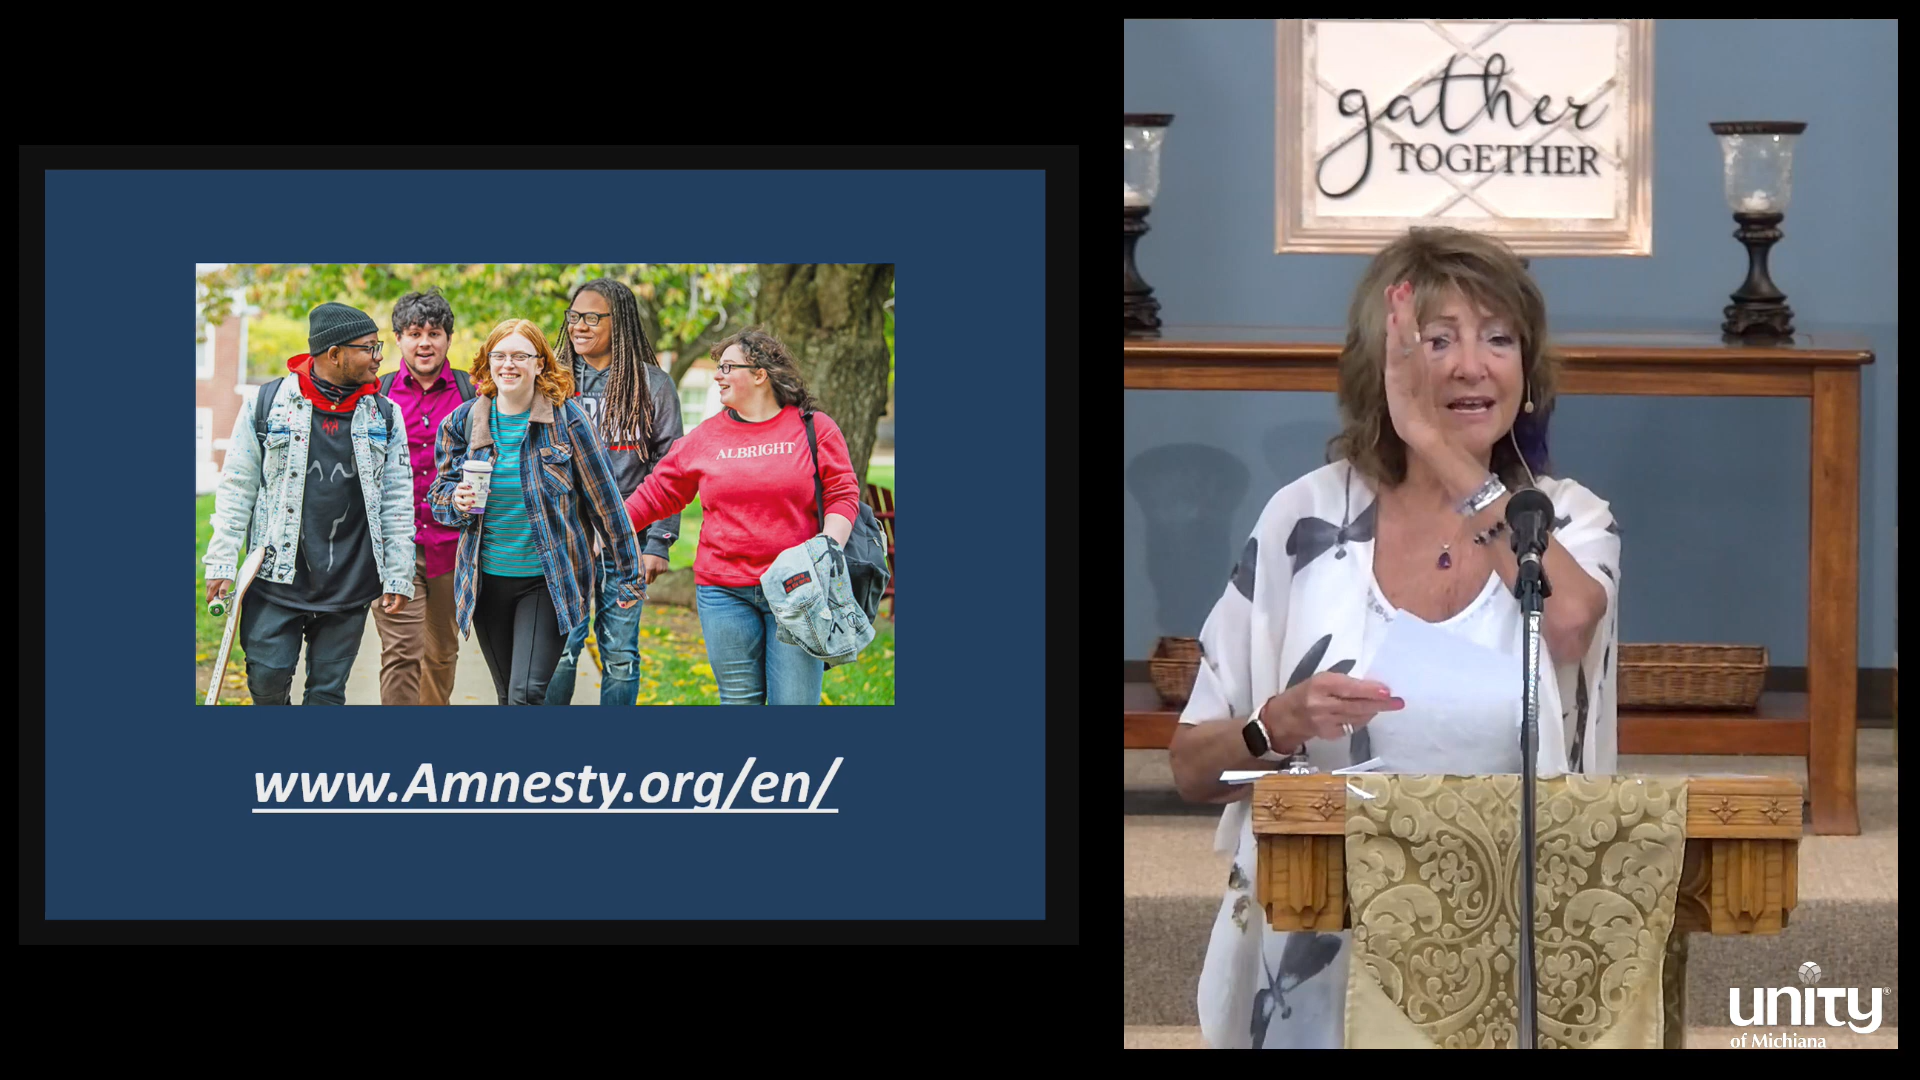 ALBRIGHT
www.Amnesty.org/en/
gather
TOGETHER
unity®
of Michiana